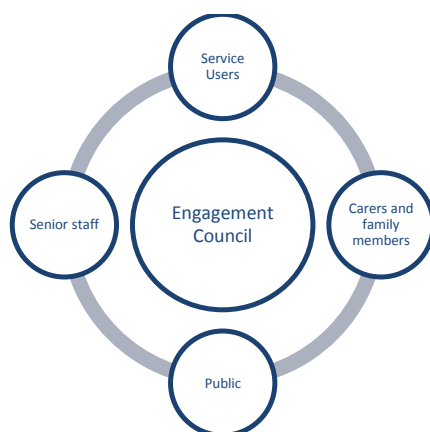 Service
Users
Engagement
Council
Senior staff
Carers and
family
members
Public